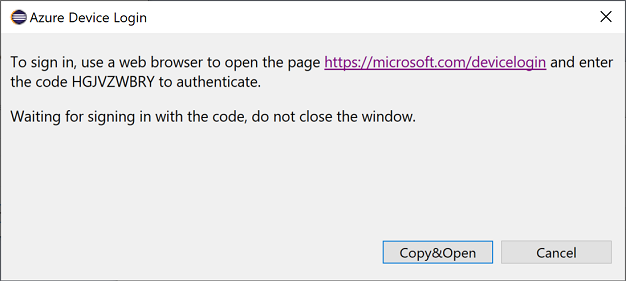 Azure Device Login
To sign in, use a web browser to open the page https://microsoft.com/devicelogin and enter
the code HGJVZWBRY to authenticate.
Waiting for signing in with the code, do not close the window.
Copy&Open
Cancel